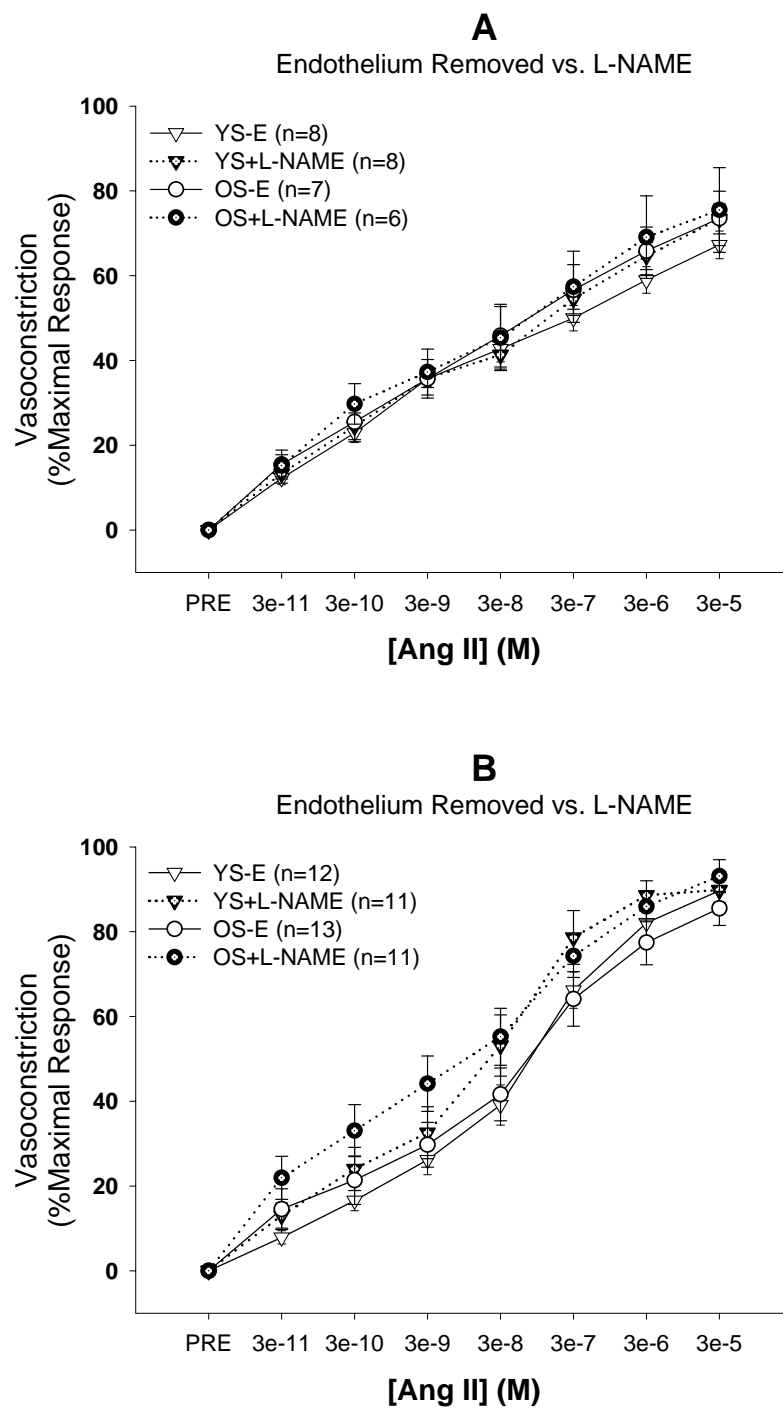 A
Endothelium Removed vs. L-NAME
100
80
60
40
20
0
Vasoconstriction
(%Maximal Response)
YS-E (n=8)
YS+L-NAME (n=8)
OS-E (n=7)
OS+L-NAME (n=6)
PRE 3e-11 3e-10 3e-9 3e-8 3e-7 3e-6 3e-5
[Ang II] (M)
B
Endothelium Removed vs. L-NAME
100
80
60
40
20
0
Vasoconstriction
(%Maximal Response)
YS-E (n=12)
YS+L-NAME (n=11)
OS-E (n=13)
OS+L-NAME (n=11)
PRE 3e-11 3e-10 3e-9 3e-8 3e-7 3e-6 3e-5
[Ang II] (M)